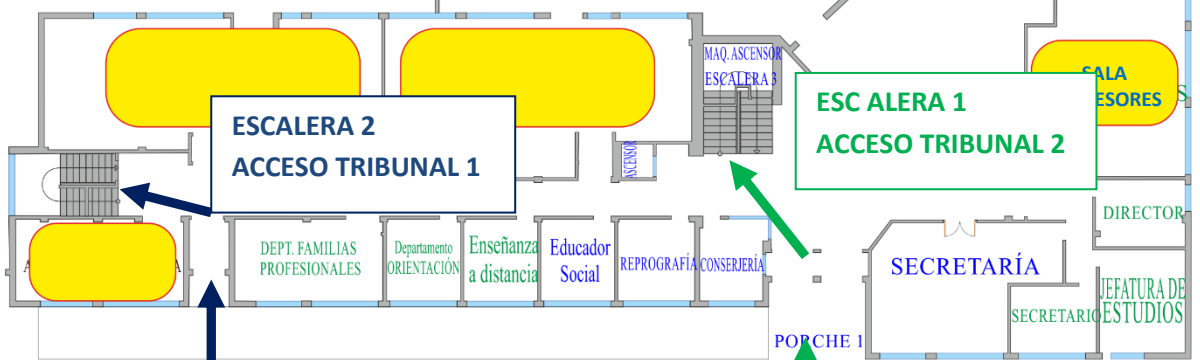 MAQ. ASCENSOR
ESCALERA 3
SALA
ESORES
S
ESC ALERA 1
ACCESO TRIBUNAL 2
ESCALERA 2
ACCESO TRIBUNAL 1
ASCENSOR
DIRECTOR
DEPT. FAMILIAS
PROFESIONALES
Departamento
ORIENTACIÓN
Enseñanza
a distancia
Educador
Social
REPROGRAFÍA
CONSERJERÍA
SECRETARÍA
A
A
JEFATURA DE
ESTUDIOS
SECRETARIO
PORCHE 1